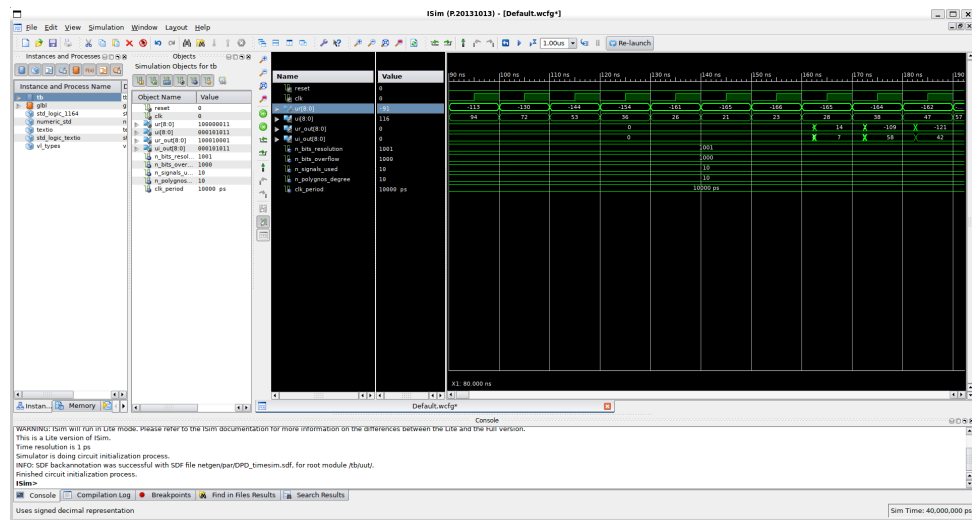 ISim (P.20131013) - [Default.wcfg*]
File Edit View Simulation Window Layout Help
1.00us Re-launch
Instances and Processes
Instance and Process Name
tb
glbl
std_logic_1164
numeric_std
textio
std_logic_textio
vl_types
Instan...
Memory
Objects
Simulation Objects for tb
Object Name Value
reset 0
clk 0
ur[8:0] 100000011
ui[8:0] 000101011
ur_out[8:0] 100010001
ui_out[8:0] 000101011
n_bits_resol... 1001
n_bits_over... 1000
n_signals_u... 10
n_polygnos... 10
clk_period 10000 ps
Name Value
reset 0
clk 0
ur[8:0] -91
ui[8:0] 116
ur_out[8:0] 0
ui_out[8:0] 0
n_bits_resolution 1001
n_bits_overflow 1000
n_signals_used 10
n_polygnos_degree 10
clk_period 10000 ps
90 ns 100 ns 110 ns 120 ns 130 ns 140 ns 150 ns 160 ns 170 ns 180 ns 190
-113 -130 -144 -154 -161 -165 -166 -165 -164 -162
94 72 53 36 26 21 23 28 38 47 57
0 14 -109 -121
0 7 58 42
1001
1000
10
10
10000 ps
X1: 80.000 ns
Default.wcfg*
Console
WARNING: ISim will run in Lite mode. Please refer to the ISim documentation for more information on the differences between the Lite and the Full version.
This is a Lite version of ISim.
Time resolution is 1 ps
Simulator is doing circuit initialization process.
INFO: SDF backannotation was successful with SDF file netgen/par/DPD_timesim.sdf, for root module /tb/uut/.
Finished circuit initialization process.
ISim>
Console Compilation Log Breakpoints Find in Files Results Search Results
Uses signed decimal representation
Sim Time: 40,000,000 ps